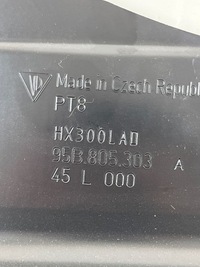 Made in Czech Republ
PT8
HX300LAD
95B.805.303 A
45 L 000